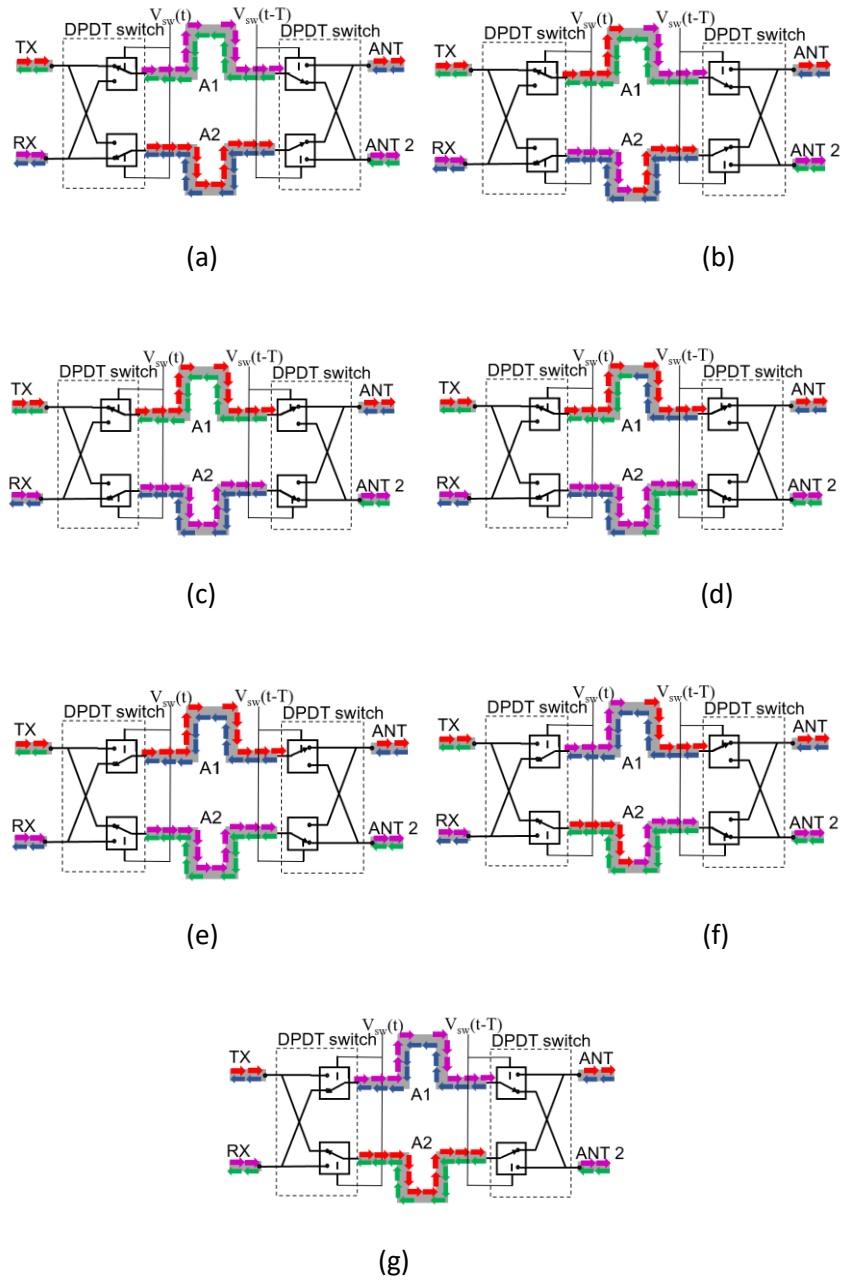 V_sw(t) V_sw(t-T)
DPDT switch DPDT switch
TX ANT
A1
A2
RX ANT 2
(a)
V_sw(t) V_sw(t-T)
DPDT switch DPDT switch
TX ANT
A1
A2
RX ANT 2
(b)
V_sw(t) V_sw(t-T)
DPDT switch DPDT switch
TX ANT
A1
A2
RX ANT 2
(c)
V_sw(t) V_sw(t-T)
DPDT switch DPDT switch
TX ANT
A1
A2
RX ANT 2
(d)
V_sw(t) V_sw(t-T)
DPDT switch DPDT switch
TX ANT
A1
A2
RX ANT 2
(e)
V_sw(t) V_sw(t-T)
DPDT switch DPDT switch
TX ANT
A1
A2
RX ANT 2
(f)
V_sw(t) V_sw(t-T)
DPDT switch DPDT switch
TX ANT
A1
A2
RX ANT 2
(g)